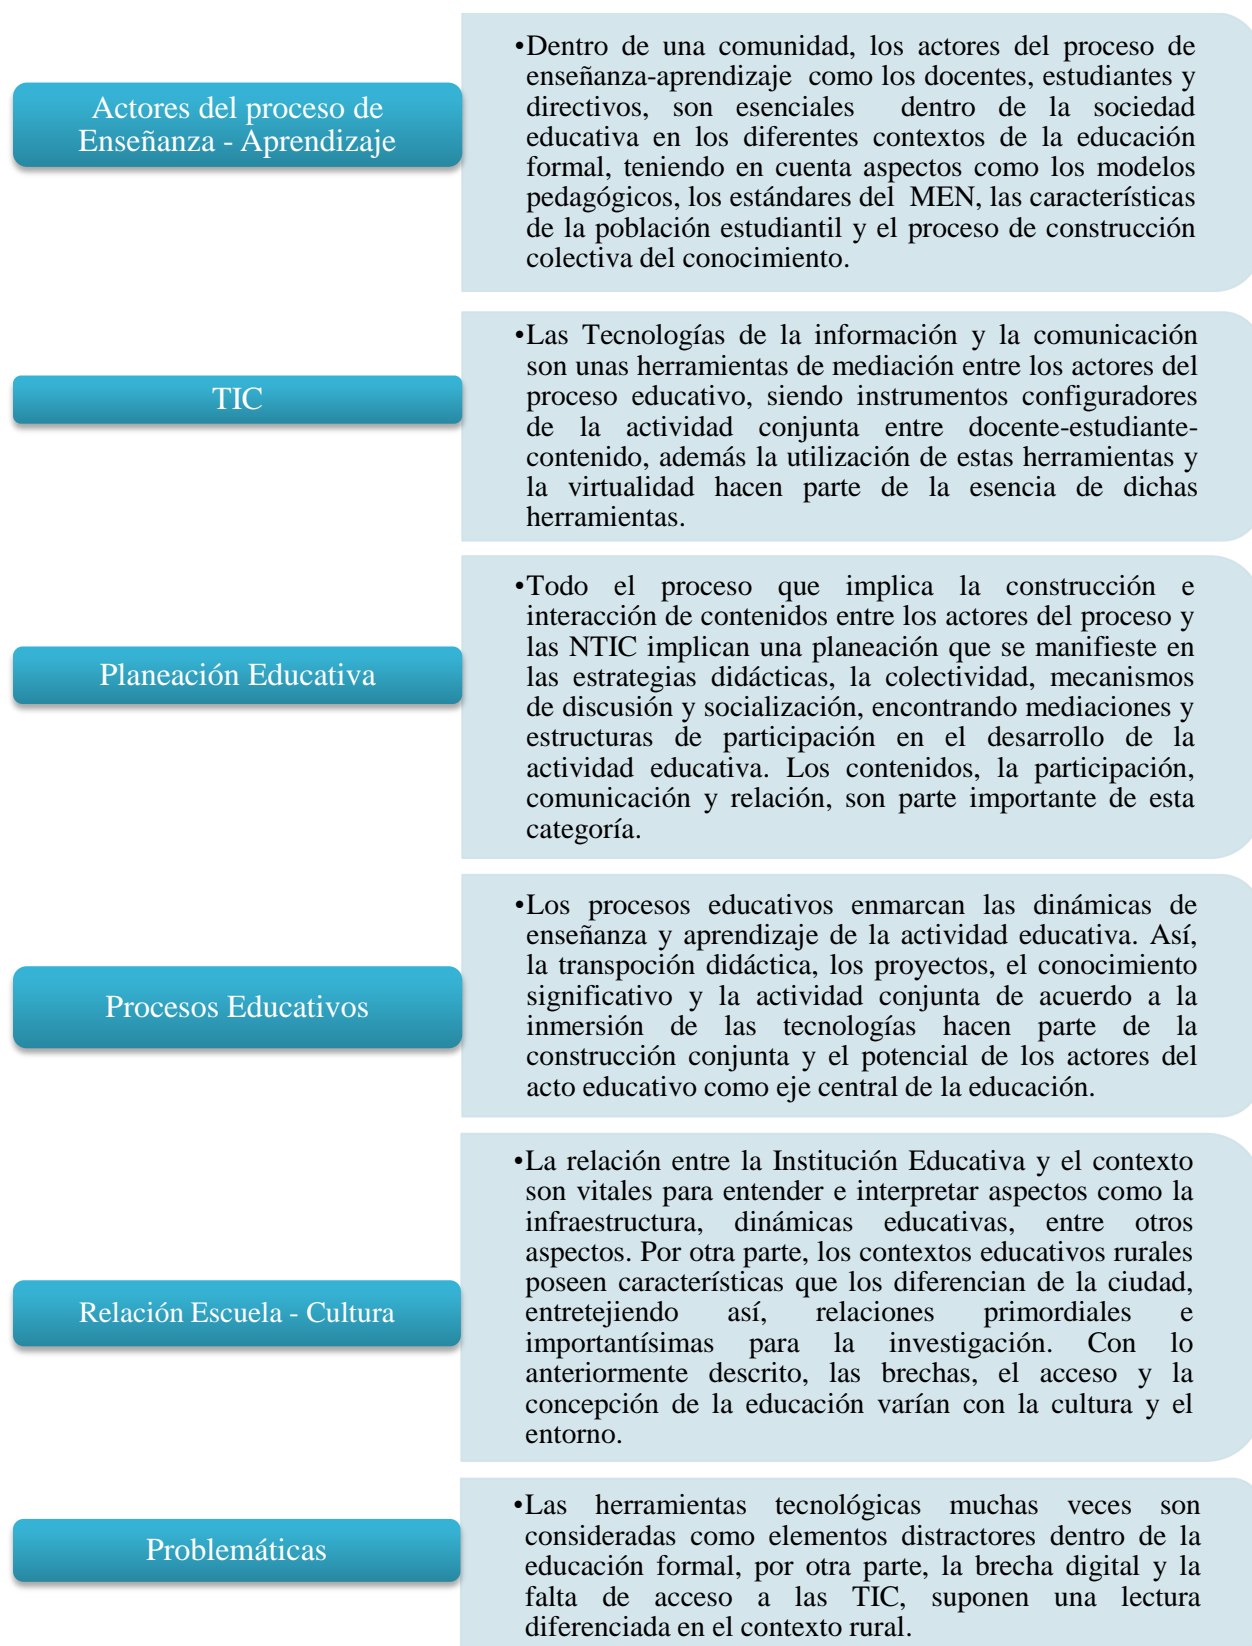 Actores del proceso de
Enseñanza - Aprendizaje
•Dentro de una comunidad, los actores del proceso de
enseñanza-aprendizaje como los docentes, estudiantes y
directivos, son esenciales dentro de la sociedad
educativa en los diferentes contextos de la educación
formal, teniendo en cuenta aspectos como los modelos
pedagógicos, los estándares del MEN, las características
de la población estudiantil y el proceso de construcción
colectiva del conocimiento.
TIC
•Las Tecnologías de la información y la comunicación
son unas herramientas de mediación entre los actores del
proceso educativo, siendo instrumentos configuradores
de la actividad conjunta entre docente-estudiante-
contenido, además la utilización de estas herramientas y
la virtualidad hacen parte de la esencia de dichas
herramientas.
Planeación Educativa
•Todo el proceso que implica la construcción e
interacción de contenidos entre los actores del proceso y
las NTIC implican una planeación que se manifieste en
las estrategias didácticas, la colectividad, mecanismos
de discusión y socialización, encontrando mediaciones y
estructuras de participación en el desarrollo de la
actividad educativa. Los contenidos, la participación,
comunicación y relación, son parte importante de esta
categoría.
Procesos Educativos
•Los procesos educativos enmarcan las dinámicas de
enseñanza y aprendizaje de la actividad educativa. Así,
la transpoción didáctica, los proyectos, el conocimiento
significativo y la actividad conjunta de acuerdo a la
inmersión de las tecnologías hacen parte de la
construcción conjunta y el potencial de los actores del
acto educativo como eje central de la educación.
Relación Escuela - Cultura
•La relación entre la Institución Educativa y el contexto
son vitales para entender e interpretar aspectos como la
infraestructura, dinámicas educativas, entre otros
aspectos. Por otra parte, los contextos educativos rurales
poseen características que los diferencian de la ciudad,
entretejiendo así, relaciones primordiales e
importantísimas para la investigación. Con lo
anteriormente descrito, las brechas, el acceso y la
concepción de la educación varían con la cultura y el
entorno.
Problemáticas
•Las herramientas tecnológicas muchas veces son
consideradas como elementos distractores dentro de la
educación formal, por otra parte, la brecha digital y la
falta de acceso a las TIC, suponen una lectura
diferenciada en el contexto rural.